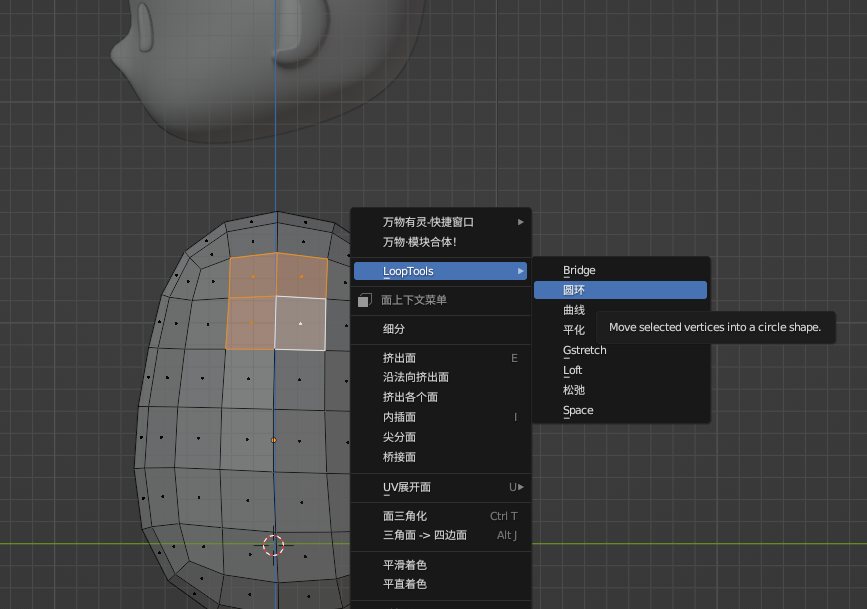 万物有灵-快捷窗口
万物·模块合体!
LoopTools
面上下文菜单
细分
挤出面 E
沿法向挤出面
挤出各个面
内插面 I
尖分面
桥接面
UV展开面 U
面三角化 Ctrl T
三角面 -> 四边面 Alt J
平滑着色
平直着色
Bridge
圆环
曲线
平化
Gstretch
Loft
松弛
Space
Move selected vertices into a circle shape.